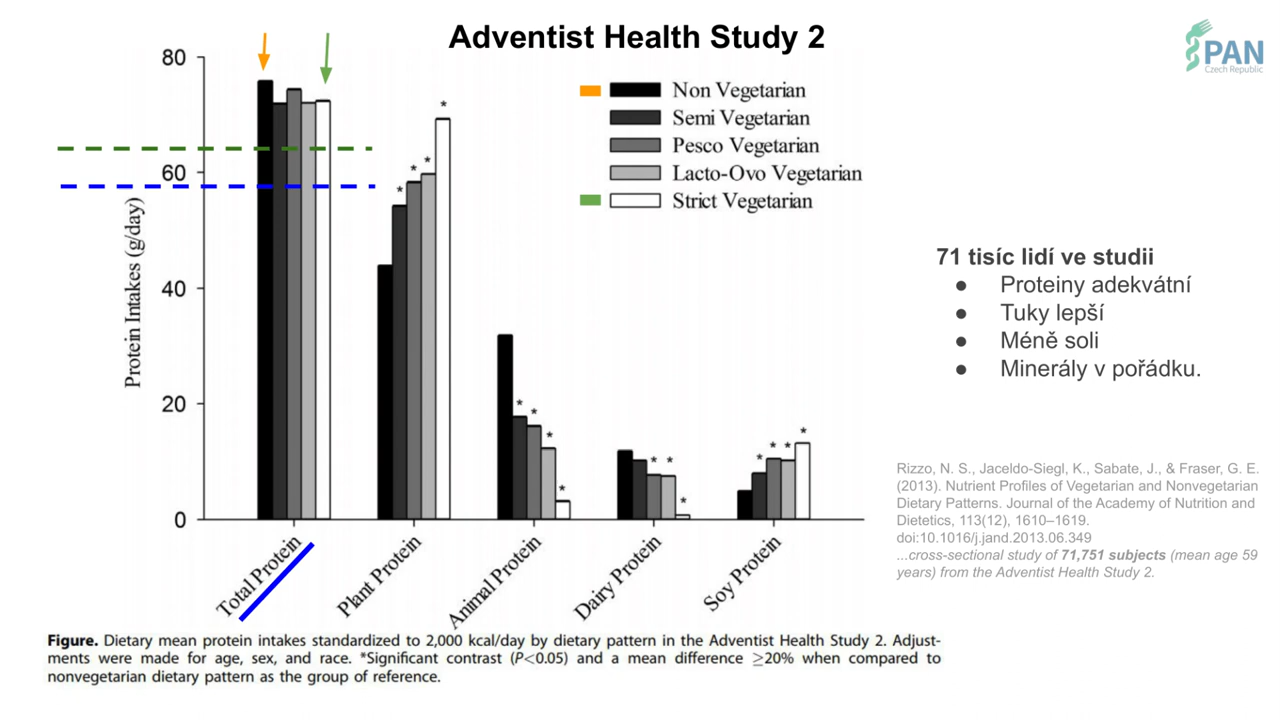 Adventist Health Study 2
PAN
Czech Republic
80
60
40
20
0
Protein Intakes (g/day)
Non Vegetarian
Semi Vegetarian
Pesco Vegetarian
Lacto-Ovo Vegetarian
Strict Vegetarian
*
* * *
* * *
*
* *
*
* * *
*
Total Protein
Plant Protein
Animal Protein
Dairy Protein
Soy Protein
71 tisíc lidí ve studii
● Proteiny adekvátní
● Tuky lepší
● Méně soli
● Minerály v pořádku.
Rizzo, N. S., Jaceldo-Siegl, K., Sabate, J., & Fraser, G. E.
(2013). Nutrient Profiles of Vegetarian and Nonvegetarian
Dietary Patterns. Journal of the Academy of Nutrition and
Dietetics, 113(12), 1610–1619.
doi:10.1016/j.jand.2013.06.349
...cross-sectional study of 71,751 subjects (mean age 59
years) from the Adventist Health Study 2.
Figure. Dietary mean protein intakes standardized to 2,000 kcal/day by dietary pattern in the Adventist Health Study 2. Adjust-
ments were made for age, sex, and race. *Significant contrast (P<0.05) and a mean difference ≥20% when compared to
nonvegetarian dietary pattern as the group of reference.